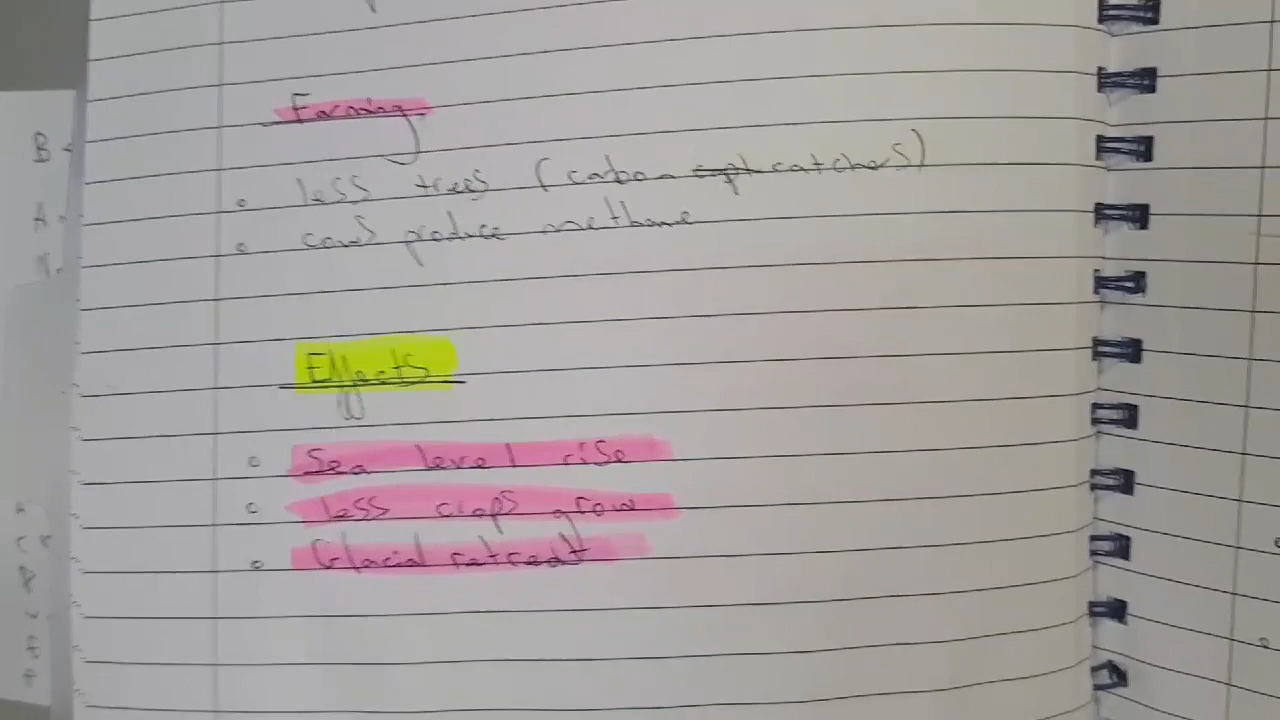 Farming
less trees (carbon catchers)
cows produce methane
Effects
Sea level rise
less crops grow
Glacial retreat